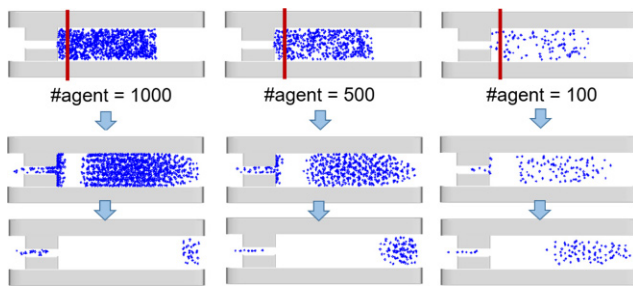 #agent = 1000
#agent = 500
#agent = 100